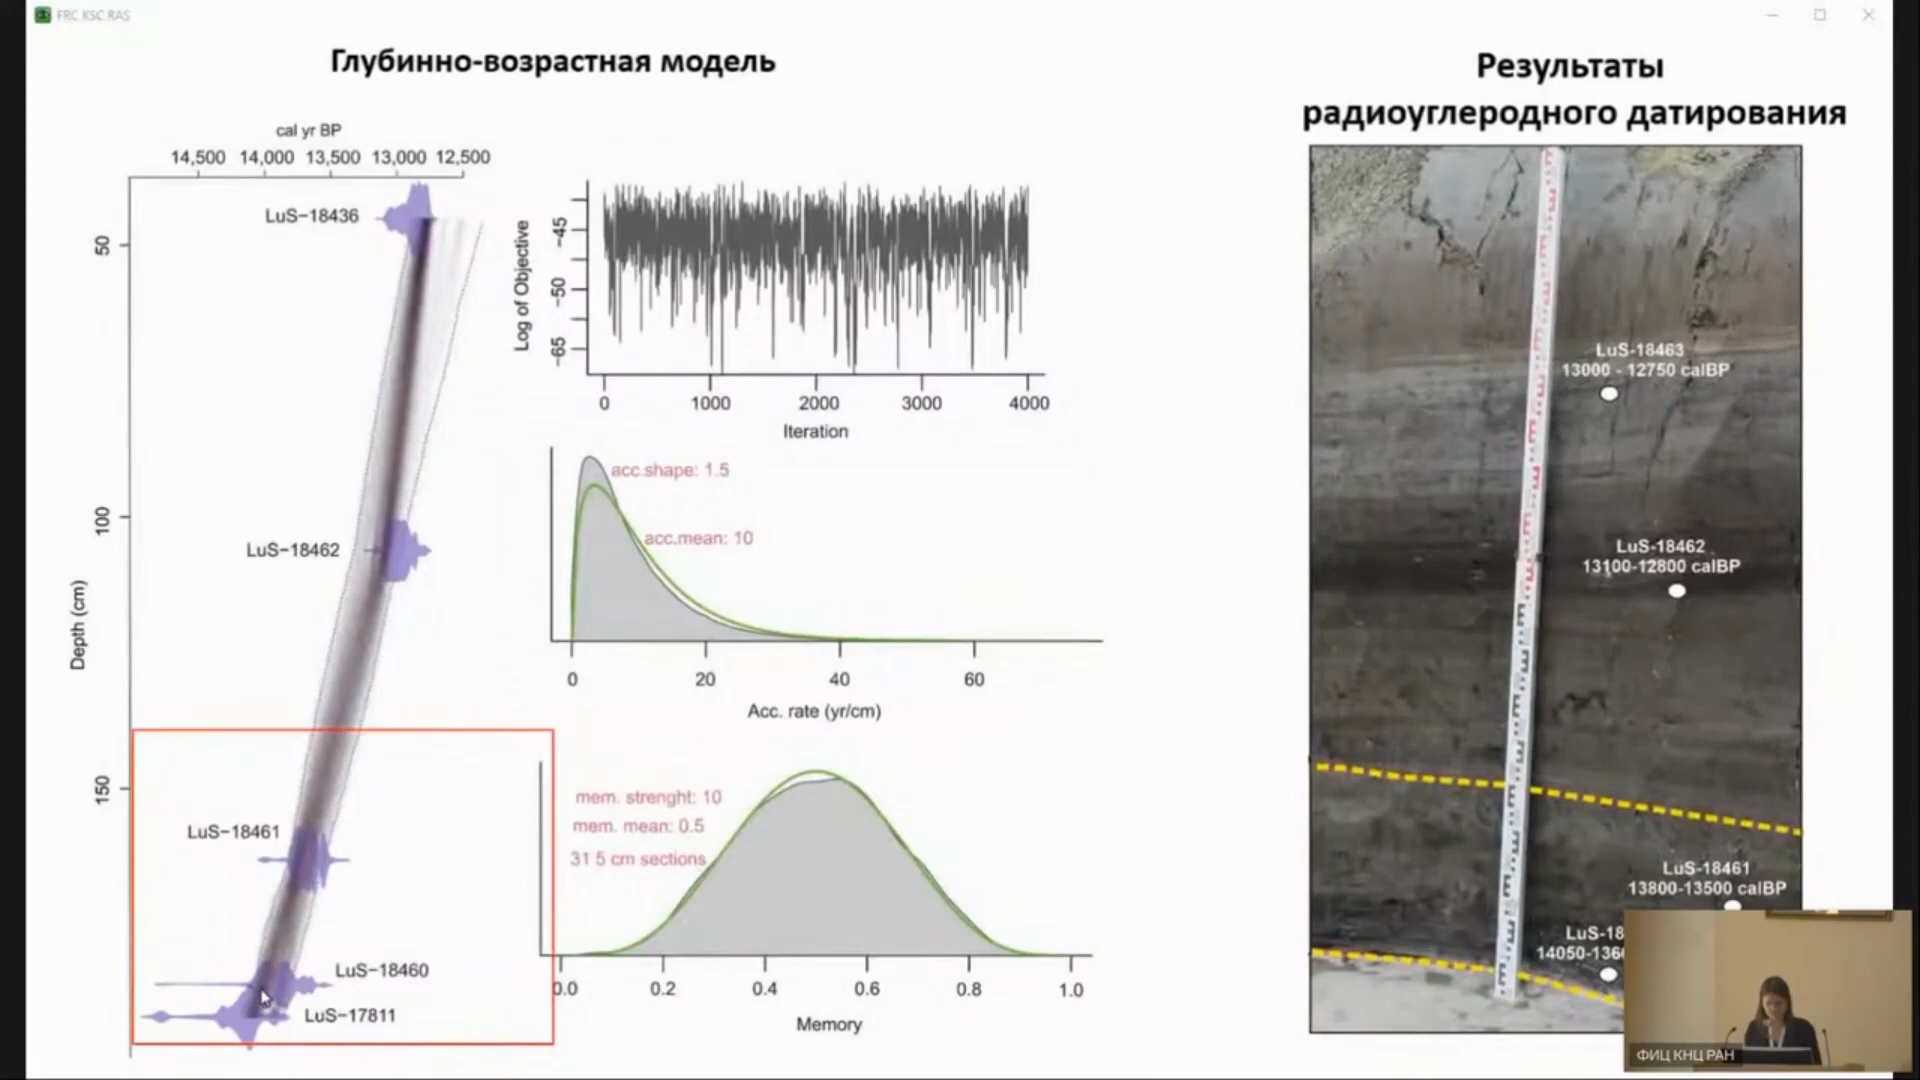 FRC KSC RAS
Глубинно-возрастная модель
cal yr BP
14,500 14,000 13,500 13,000 12,500
LuS-18436
LuS-18462
LuS-18461
LuS-18460
LuS-17811
Depth (cm)
50
100
150
Log of Objective
-45
-50
-65
0 1000 2000 3000 4000
Iteration
acc.shape: 1.5
acc.mean: 10
0 20 40 60
Acc. rate (yr/cm)
mem. strenght: 10
mem. mean: 0.5
31 5 cm sections
0.0 0.2 0.4 0.6 0.8 1.0
Memory
Результаты
радиоуглеродного датирования
LuS-18463
13000 - 12750 calBP
LuS-18462
13100-12800 calBP
LuS-18461
13800-13500 calBP
LuS-18
14050-136
ФИЦ КНЦ РАН